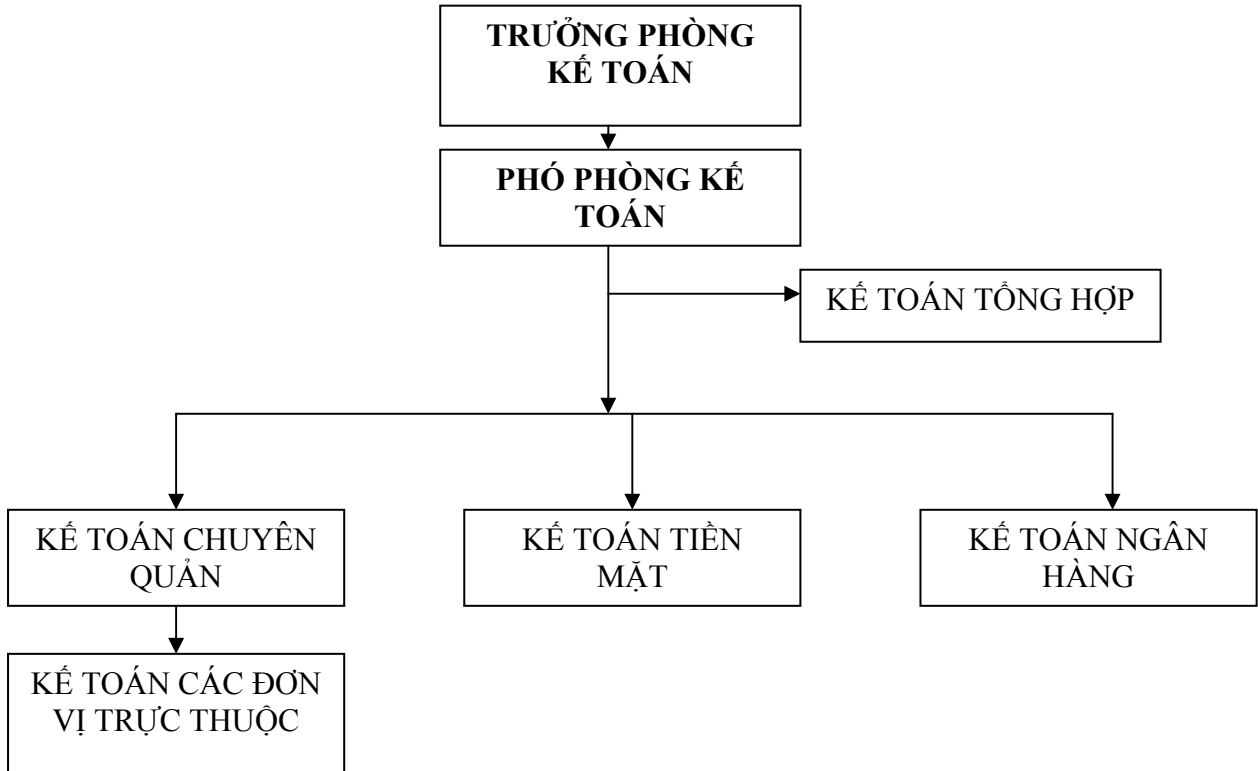 TRƯỞNG PHÒNG
KẾ TOÁN
PHÓ PHÒNG KẾ
TOÁN
KẾ TOÁN TỔNG HỢP
KẾ TOÁN CHUYÊN
QUẢN
KẾ TOÁN TIỀN
MẶT
KẾ TOÁN NGÂN
HÀNG
KẾ TOÁN CÁC ĐƠN
VỊ TRỰC THUỘC